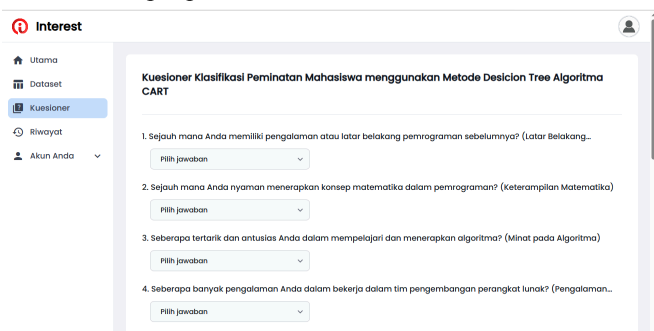 Interest
Utama
Dataset
Kuesioner
Riwayat
Akun Anda
Kuesioner Klasifikasi Peminatan Mahasiswa menggunakan Metode Desicion Tree Algoritma
CART
1. Sejauh mana Anda memiliki pengalaman atau latar belakang pemrograman sebelumnya? (Latar Belakang...
Pilih jawaban
2. Sejauh mana Anda nyaman menerapkan konsep matematika dalam pemrograman? (Keterampilan Matematika)
Pilih jawaban
3. Seberapa tertarik dan antusias Anda dalam mempelajari dan menerapkan algoritma? (Minat pada Algoritma)
Pilih jawaban
4. Seberapa banyak pengalaman Anda dalam bekerja dalam tim pengembangan perangkat lunak? (Pengalaman...
Pilih jawaban